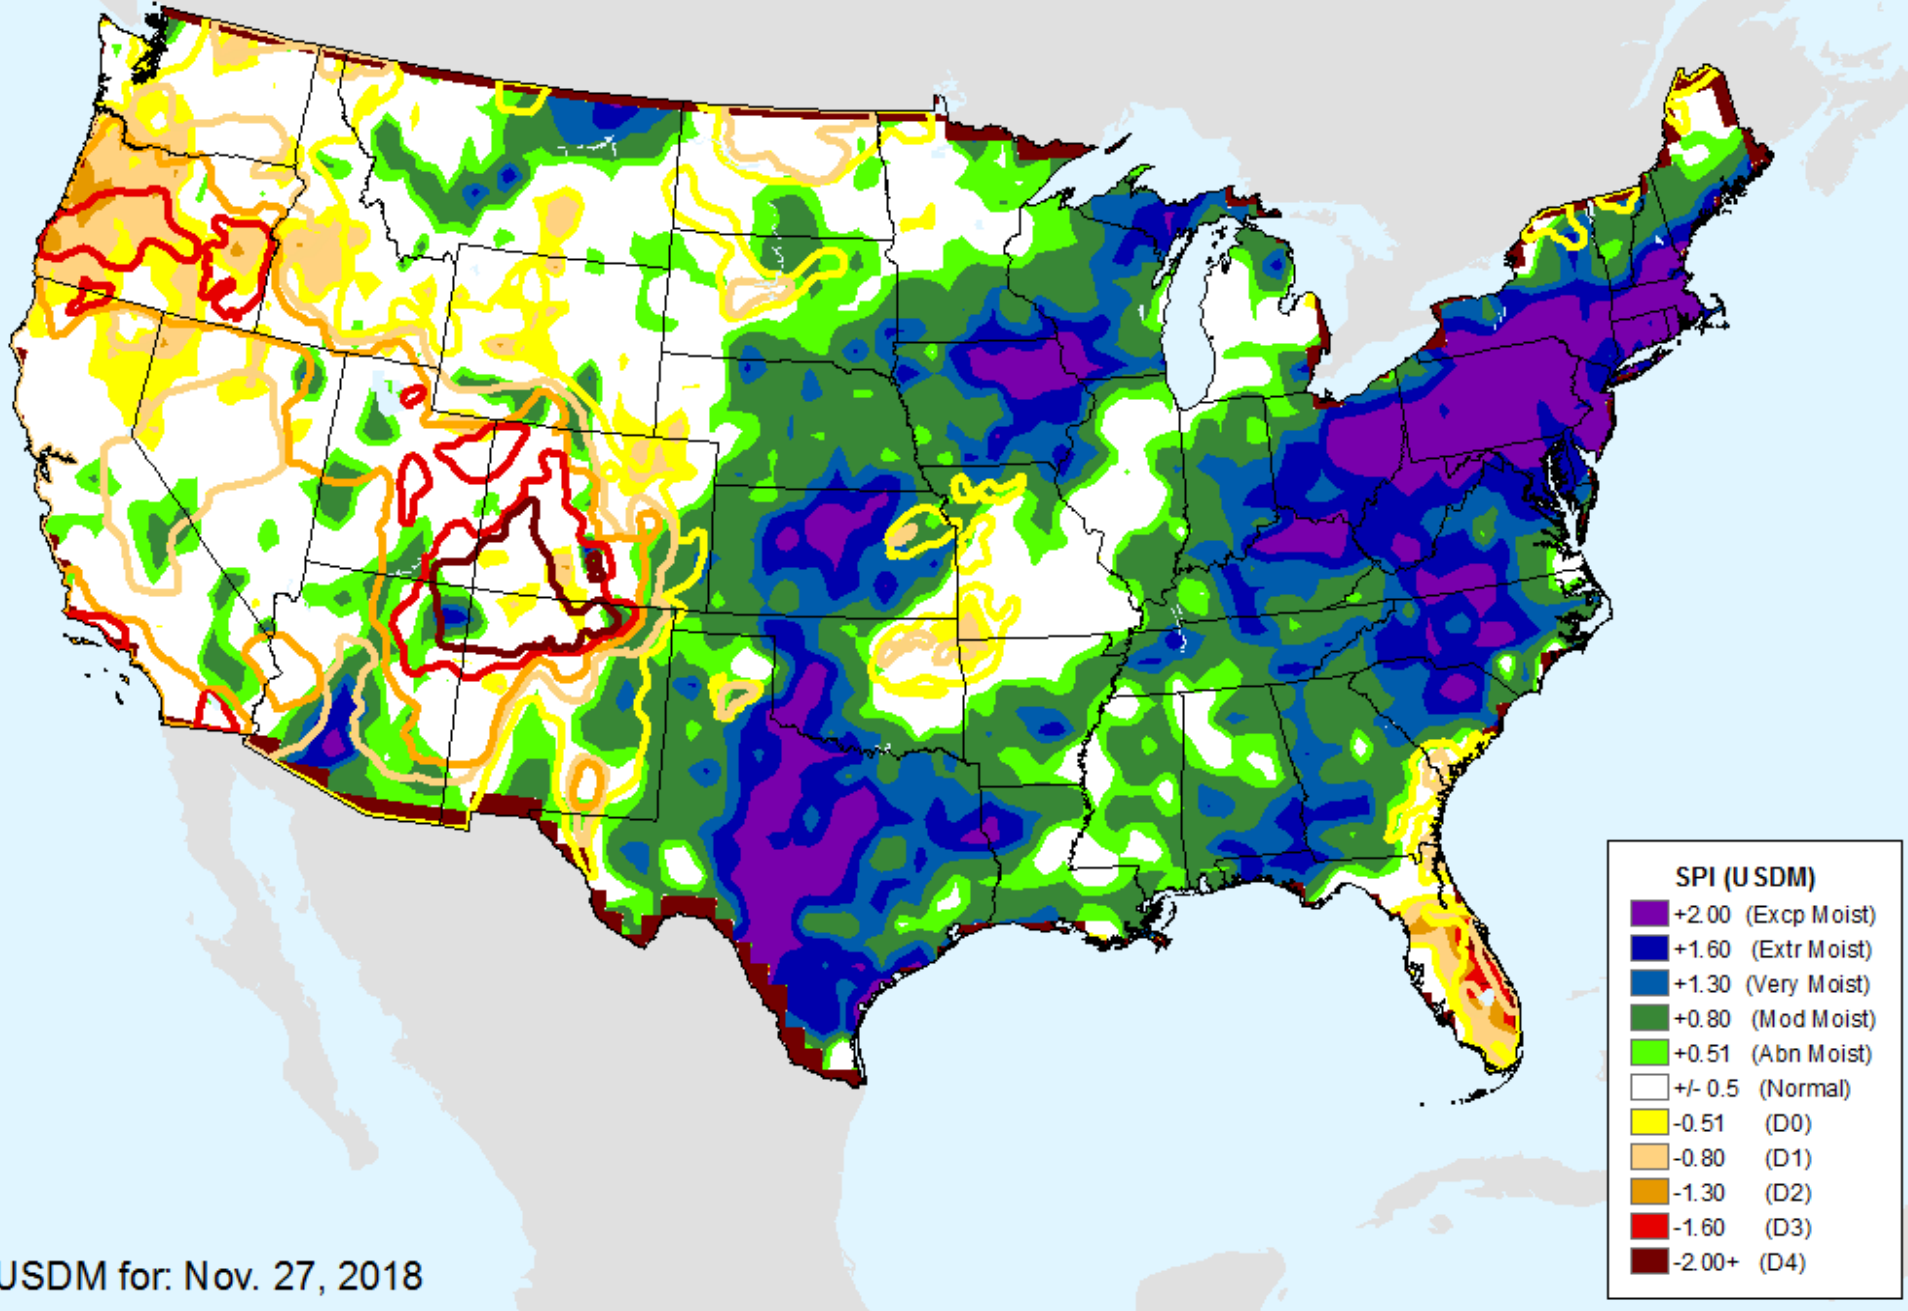 SPI (USDM)
+2.00 (Excp Moist)
+1.60 (Extr Moist)
+1.30 (Very Moist)
+0.80 (Mod Moist)
+0.51 (Abn Moist)
+/- 0.5 (Normal)
-0.51 (D0)
-0.80 (D1)
-1.30 (D2)
-1.60 (D3)
-2.00+ (D4)
USDM for: Nov. 27, 2018